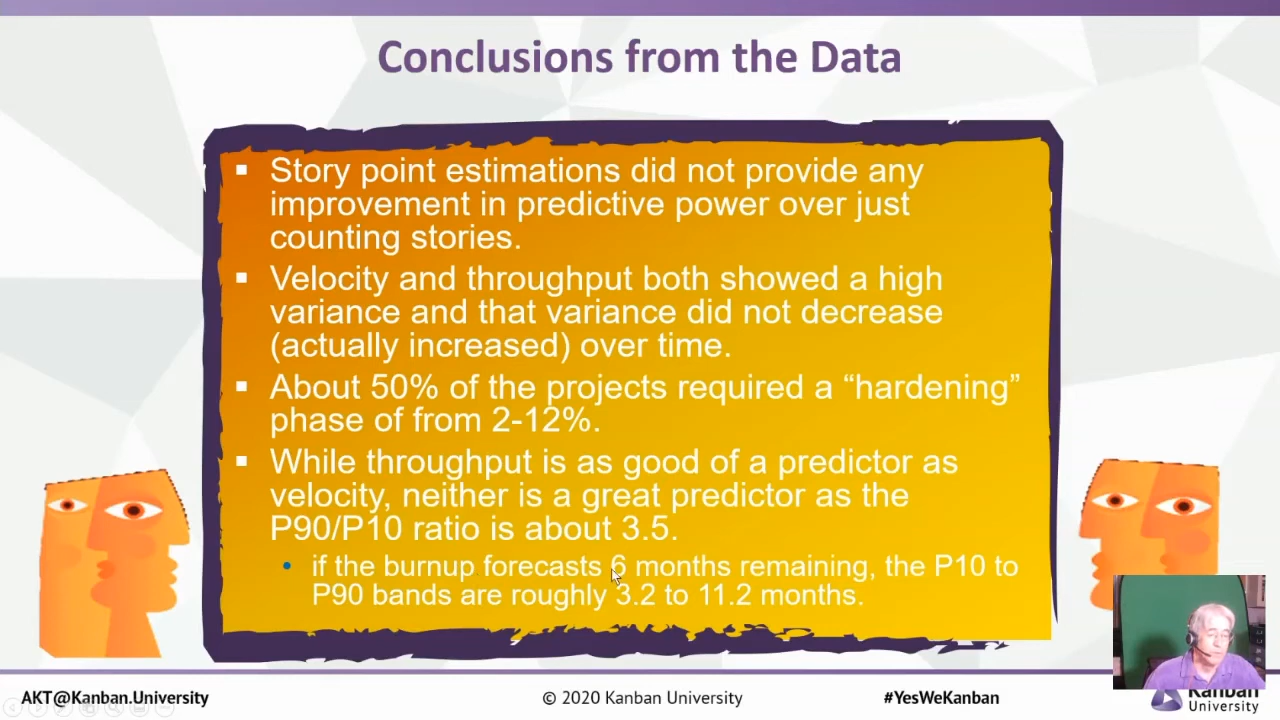 Conclusions from the Data
▪ Story point estimations did not provide any
improvement in predictive power over just
counting stories.
▪ Velocity and throughput both showed a high
variance and that variance did not decrease
(actually increased) over time.
▪ About 50% of the projects required a “hardening”
phase of from 2-12%.
▪ While throughput is as good of a predictor as
velocity, neither is a great predictor as the
P90/P10 ratio is about 3.5.
• if the burnup forecasts 6 months remaining, the P10 to
P90 bands are roughly 3.2 to 11.2 months.
AKT@Kanban.University
© 2020 Kanban University
#YesWeKanban
Kanban
University